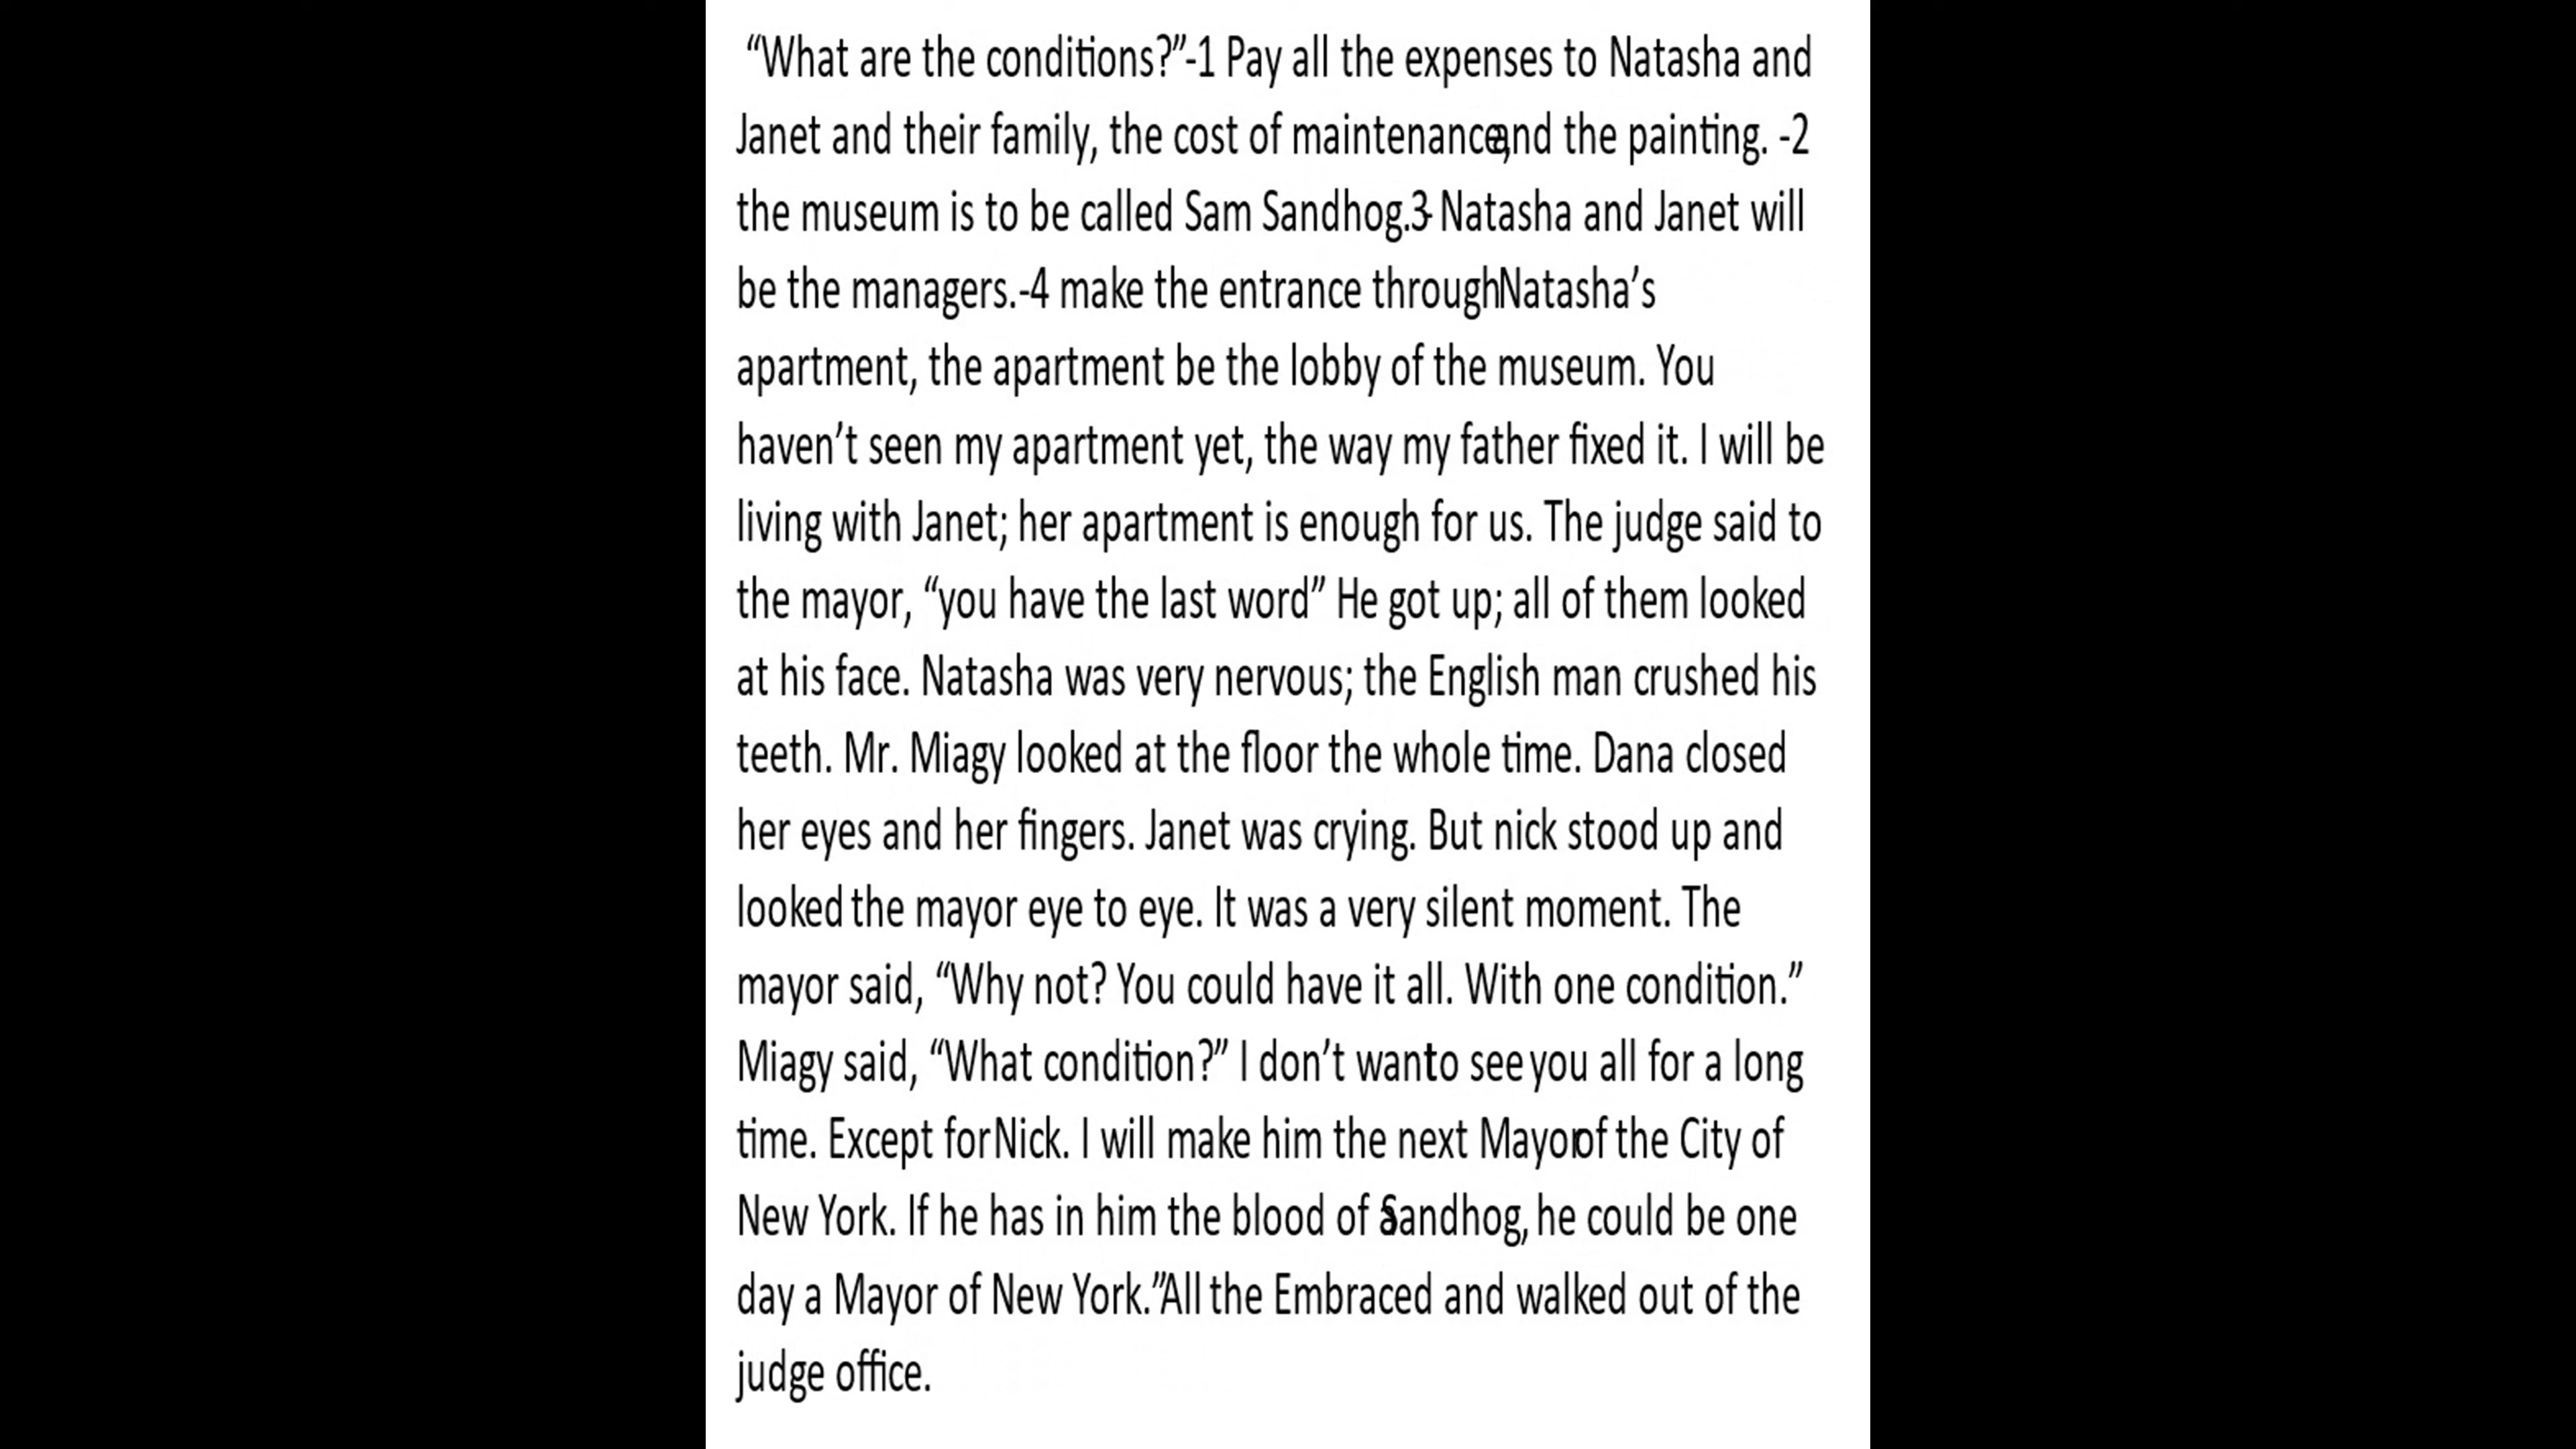 “What are the conditions?”-1 Pay all the expenses to Natasha and
Janet and their family, the cost of maintenance, and the painting. -2
the museum is to be called Sam Sandhog.3- Natasha and Janet will
be the managers.-4 make the entrance through Natasha’s
apartment, the apartment be the lobby of the museum. You
haven’t seen my apartment yet, the way my father fixed it. I will be
living with Janet; her apartment is enough for us. The judge said to
the mayor, “you have the last word” He got up; all of them looked
at his face. Natasha was very nervous; the English man crushed his
teeth. Mr. Miagy looked at the floor the whole time. Dana closed
her eyes and her fingers. Janet was crying. But nick stood up and
looked the mayor eye to eye. It was a very silent moment. The
mayor said, “Why not? You could have it all. With one condition.”
Miagy said, “What condition?” I don’t want to see you all for a long
time. Except for Nick. I will make him the next Mayor of the City of
New York. If he has in him the blood of a Sandhog, he could be one
day a Mayor of New York.” All the Embraced and walked out of the
judge office.